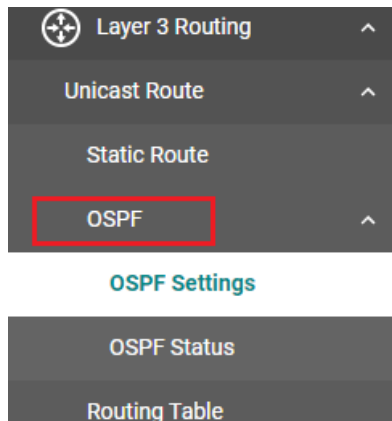 Layer 3 Routing
Unicast Route
Static Route
OSPF
OSPF Settings
OSPF Status
Routing Table